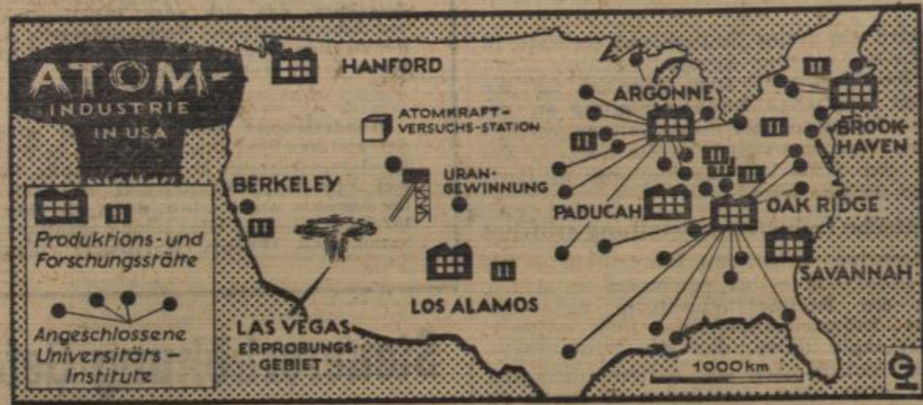 ATOM-
INDUSTRIE
IN USA
Produktions- und
Forschungsstätte
Angeschlossene
Universitäts-
Institute
HANFORD
ATOMKRAFT-
VERSUCHS-STATION
BERKELEY
URAN-
GEWINNUNG
LAS VEGAS
ERPROBUNGS-
GEBIET
LOS ALAMOS
ARGONNE
BROOK-
HAVEN
PADUCAH
OAK RIDGE
SAVANNAH
1000 km
G